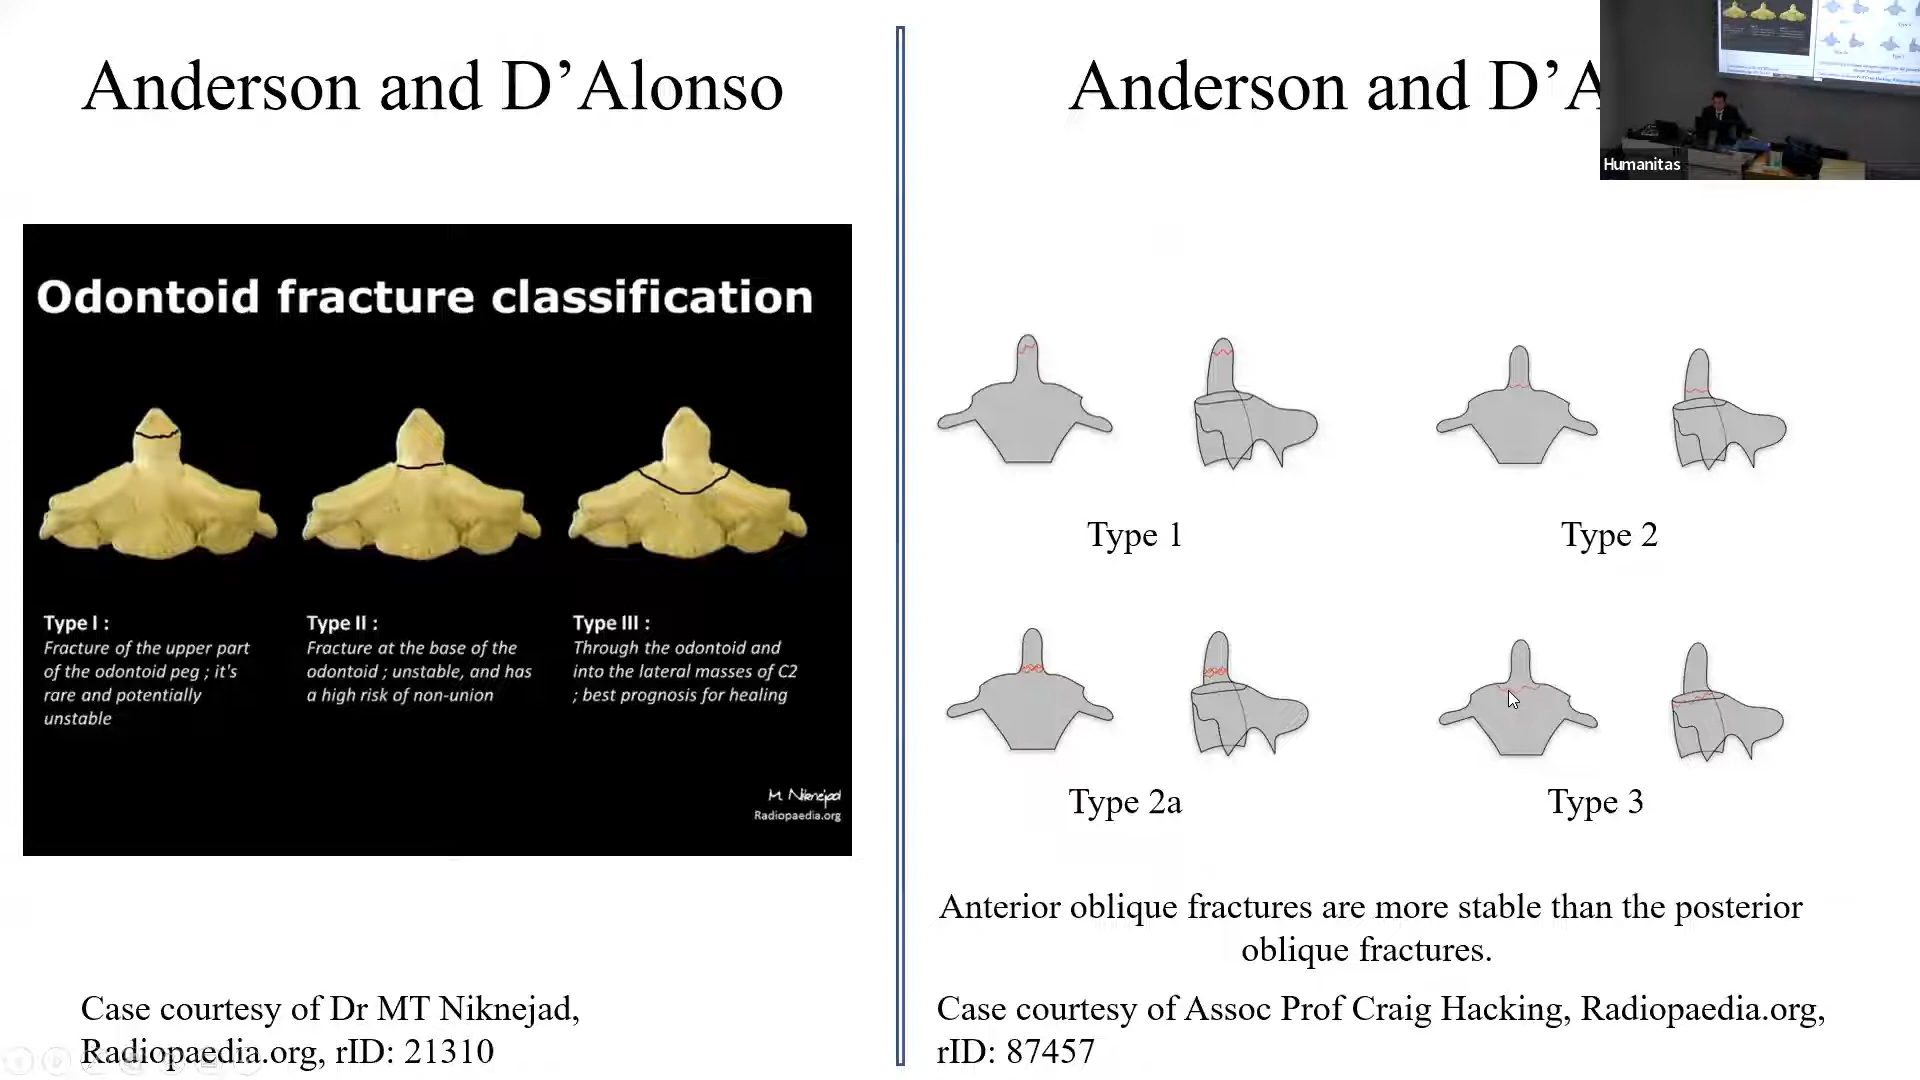 Anderson and D’Alonso
Odontoid fracture classification
Type I :
Fracture of the upper part
of the odontoid peg ; it's
rare and potentially
unstable
Type II :
Fracture at the base of the
odontoid ; unstable, and has
a high risk of non-union
Type III :
Through the odontoid and
into the lateral masses of C2
; best prognosis for healing
M. Niknejad
Radiopaedia.org
Case courtesy of Dr MT Niknejad,
Radiopaedia.org, rID: 21310
Anderson and D’A
Humanitas
Type 1
Type 2
Type 2a
Type 3
Anterior oblique fractures are more stable than the posterior
oblique fractures.
Case courtesy of Assoc Prof Craig Hacking, Radiopaedia.org,
rID: 87457